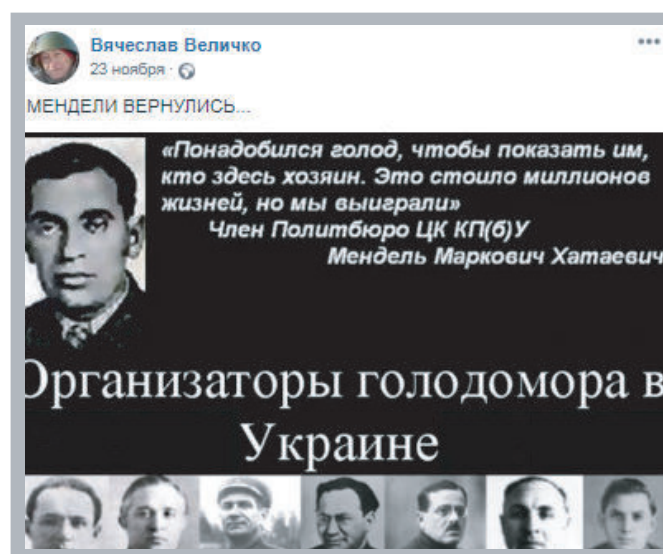 Вячеслав Величко
23 ноября ·
МЕНДЕЛИ ВЕРНУЛИСЬ...
«Понадобился голод, чтобы показать им,
кто здесь хозяин. Это стоило миллионов
жизней, но мы выиграли»
Член Политбюро ЦК КП(б)У
Мендель Маркович Хатаевич
Организаторы голодомора в
Украине